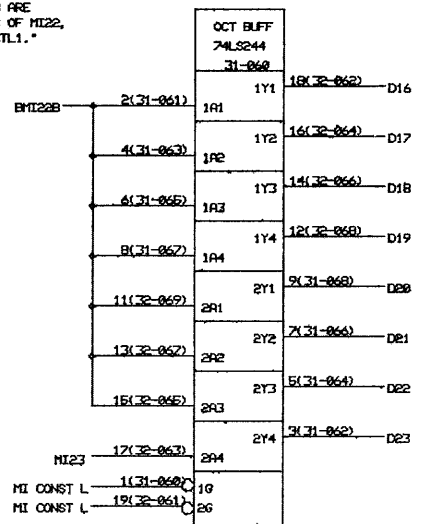 ARE
OF MI22,
TL1."
OCT BUFF
74LS244
31-060
BMI22B 2(31-061) 1A1 1Y1 18(32-062) D16
4(31-063) 1A2 1Y2 16(32-064) D17
6(31-065) 1A3 1Y3 14(32-066) D18
8(31-067) 1A4 1Y4 12(32-068) D19
11(32-069) 2A1 2Y1 9(31-068) D20
13(32-067) 2A2 2Y2 7(31-066) D21
15(32-065) 2A3 2Y3 5(31-064) D22
MI23 17(32-063) 2A4 2Y4 3(31-062) D23
MI CONST L 1(31-060) 1G
MI CONST L 19(32-061) 2G